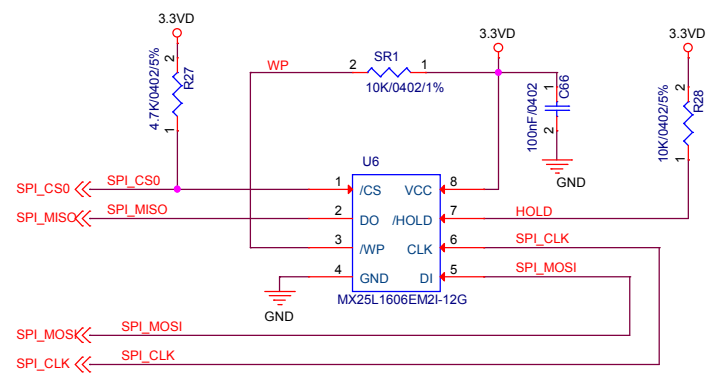 3.3VD
3.3VD
3.3VD
WP
2
SR1
1
10K/0402/1%
2
R27
4.7K/0402/5%
1
1
C66
100nF/0402
2
GND
2
R28
10K/0402/5%
1
U6
SPI_CS0
SPI_CS0
1
/CS
VCC
8
SPI_MISO
SPI_MISO
2
DO
/HOLD
7
HOLD
3
/WP
CLK
6
SPI_CLK
4
GND
DI
5
SPI_MOSI
GND
MX25L1606EM2I-12G
SPI_MOSI
SPI_MOSI
SPI_CLK
SPI_CLK